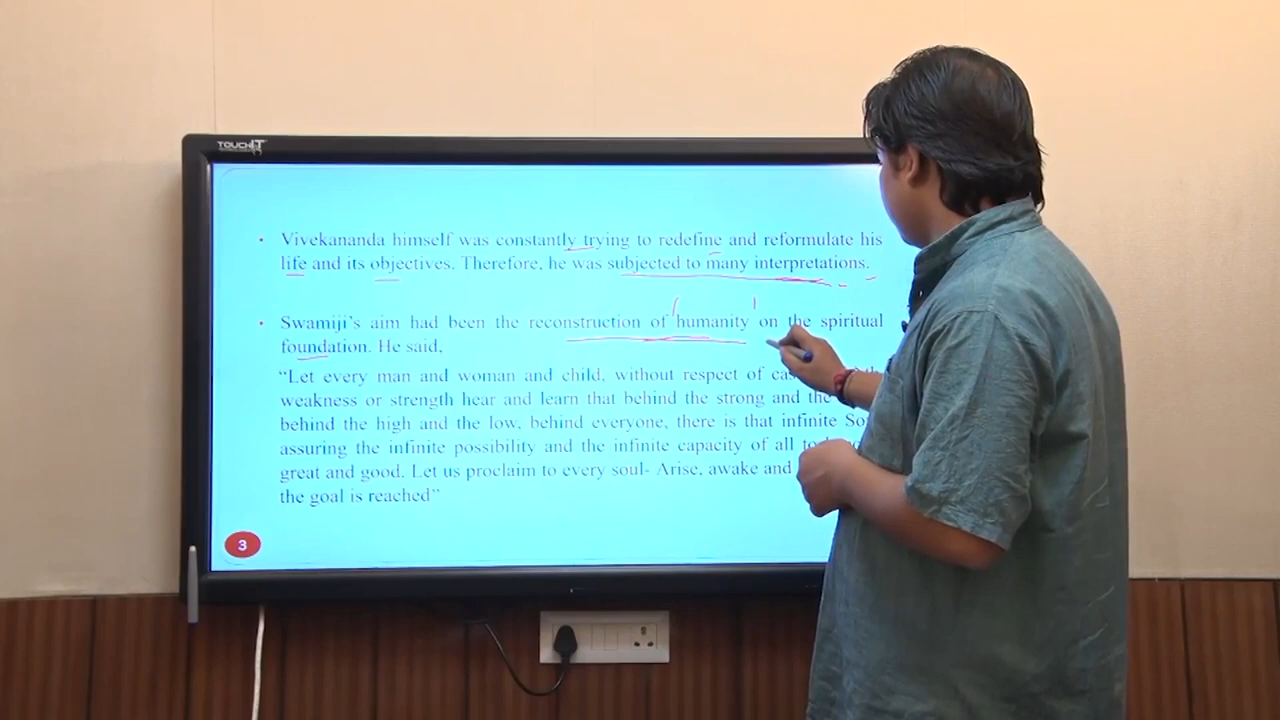 TOUCHIT
• Vivekananda himself was constantly trying to redefine and reformulate his
life and its objectives. Therefore, he was subjected to many interpretations.
• Swamiji's aim had been the reconstruction of humanity on the spiritual
foundation. He said,
"Let every man and woman and child, without respect of
weakness or strength hear and learn that behind the strong and the
behind the high and the low, behind everyone, there is that infinite
assuring the infinite possibility and the infinite capacity of all
great and good. Let us proclaim to every soul- Arise, awake and
the goal is reached"
3